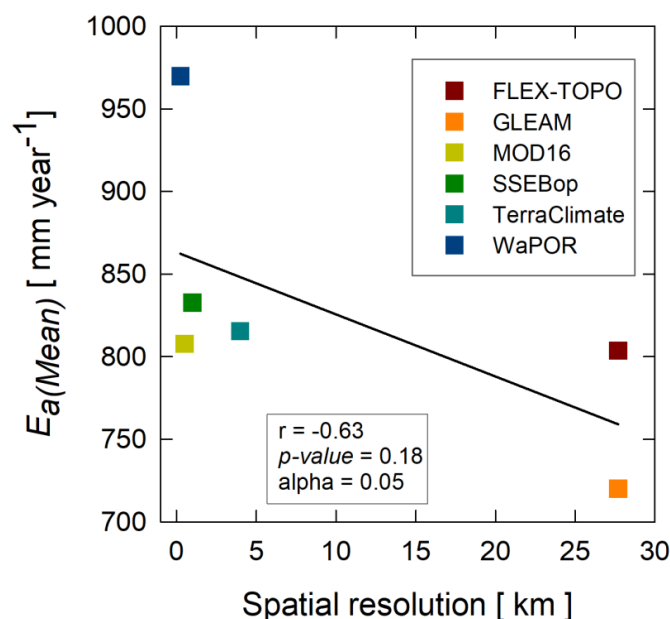 1000
950
900
850
800
750
700
Ea(Mean) [ mm year-1]
FLEX-TOPO
GLEAM
MOD16
SSEBop
TerraClimate
WaPOR
r = -0.63
p-value = 0.18
alpha = 0.05
0 5 10 15 20 25 30
Spatial resolution [ km ]